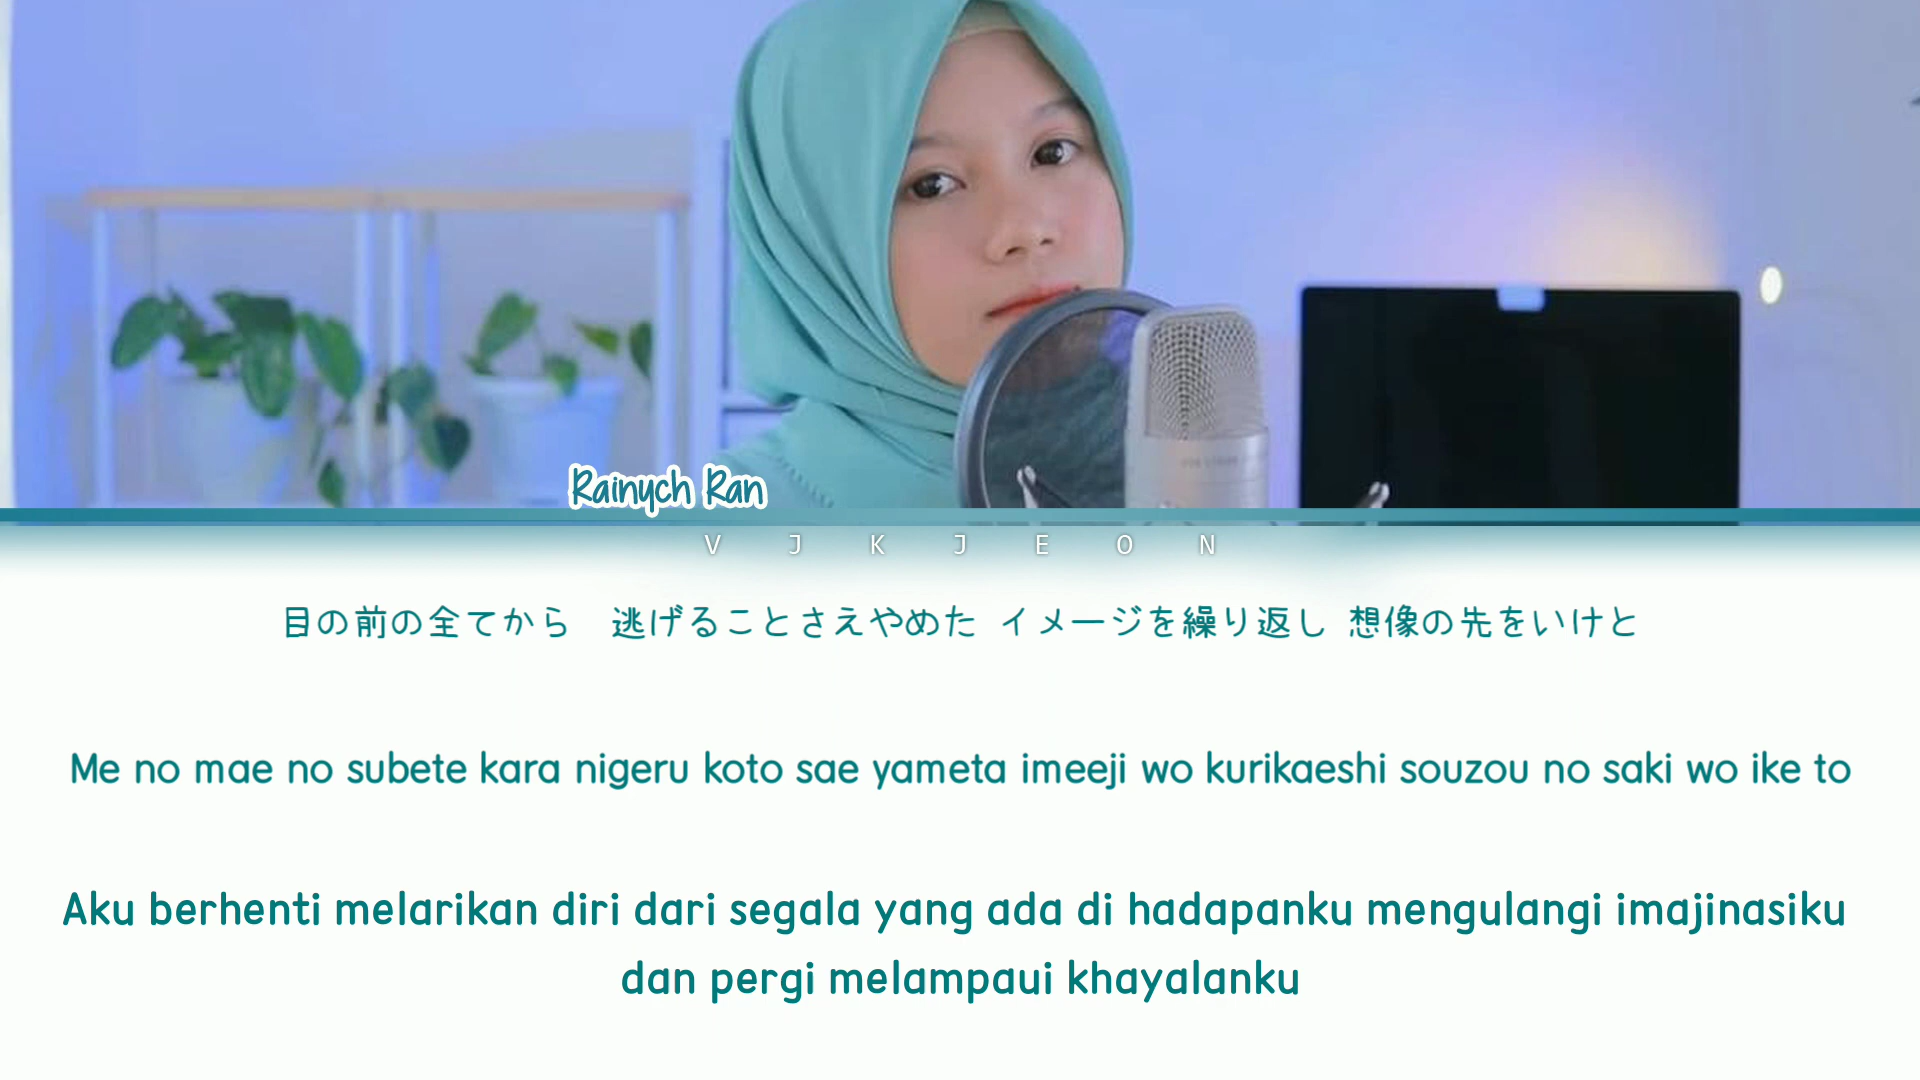 Rainych Ran
V J K J E O N
目の前の全てから　逃げることさえやめた イメージを繰り返し 想像の先をいけと
Me no mae no subete kara nigeru koto sae yameta imeeji wo kurikaeshi souzou no saki wo ike to
Aku berhenti melarikan diri dari segala yang ada di hadapanku mengulangi imajinasiku
dan pergi melampaui khayalanku